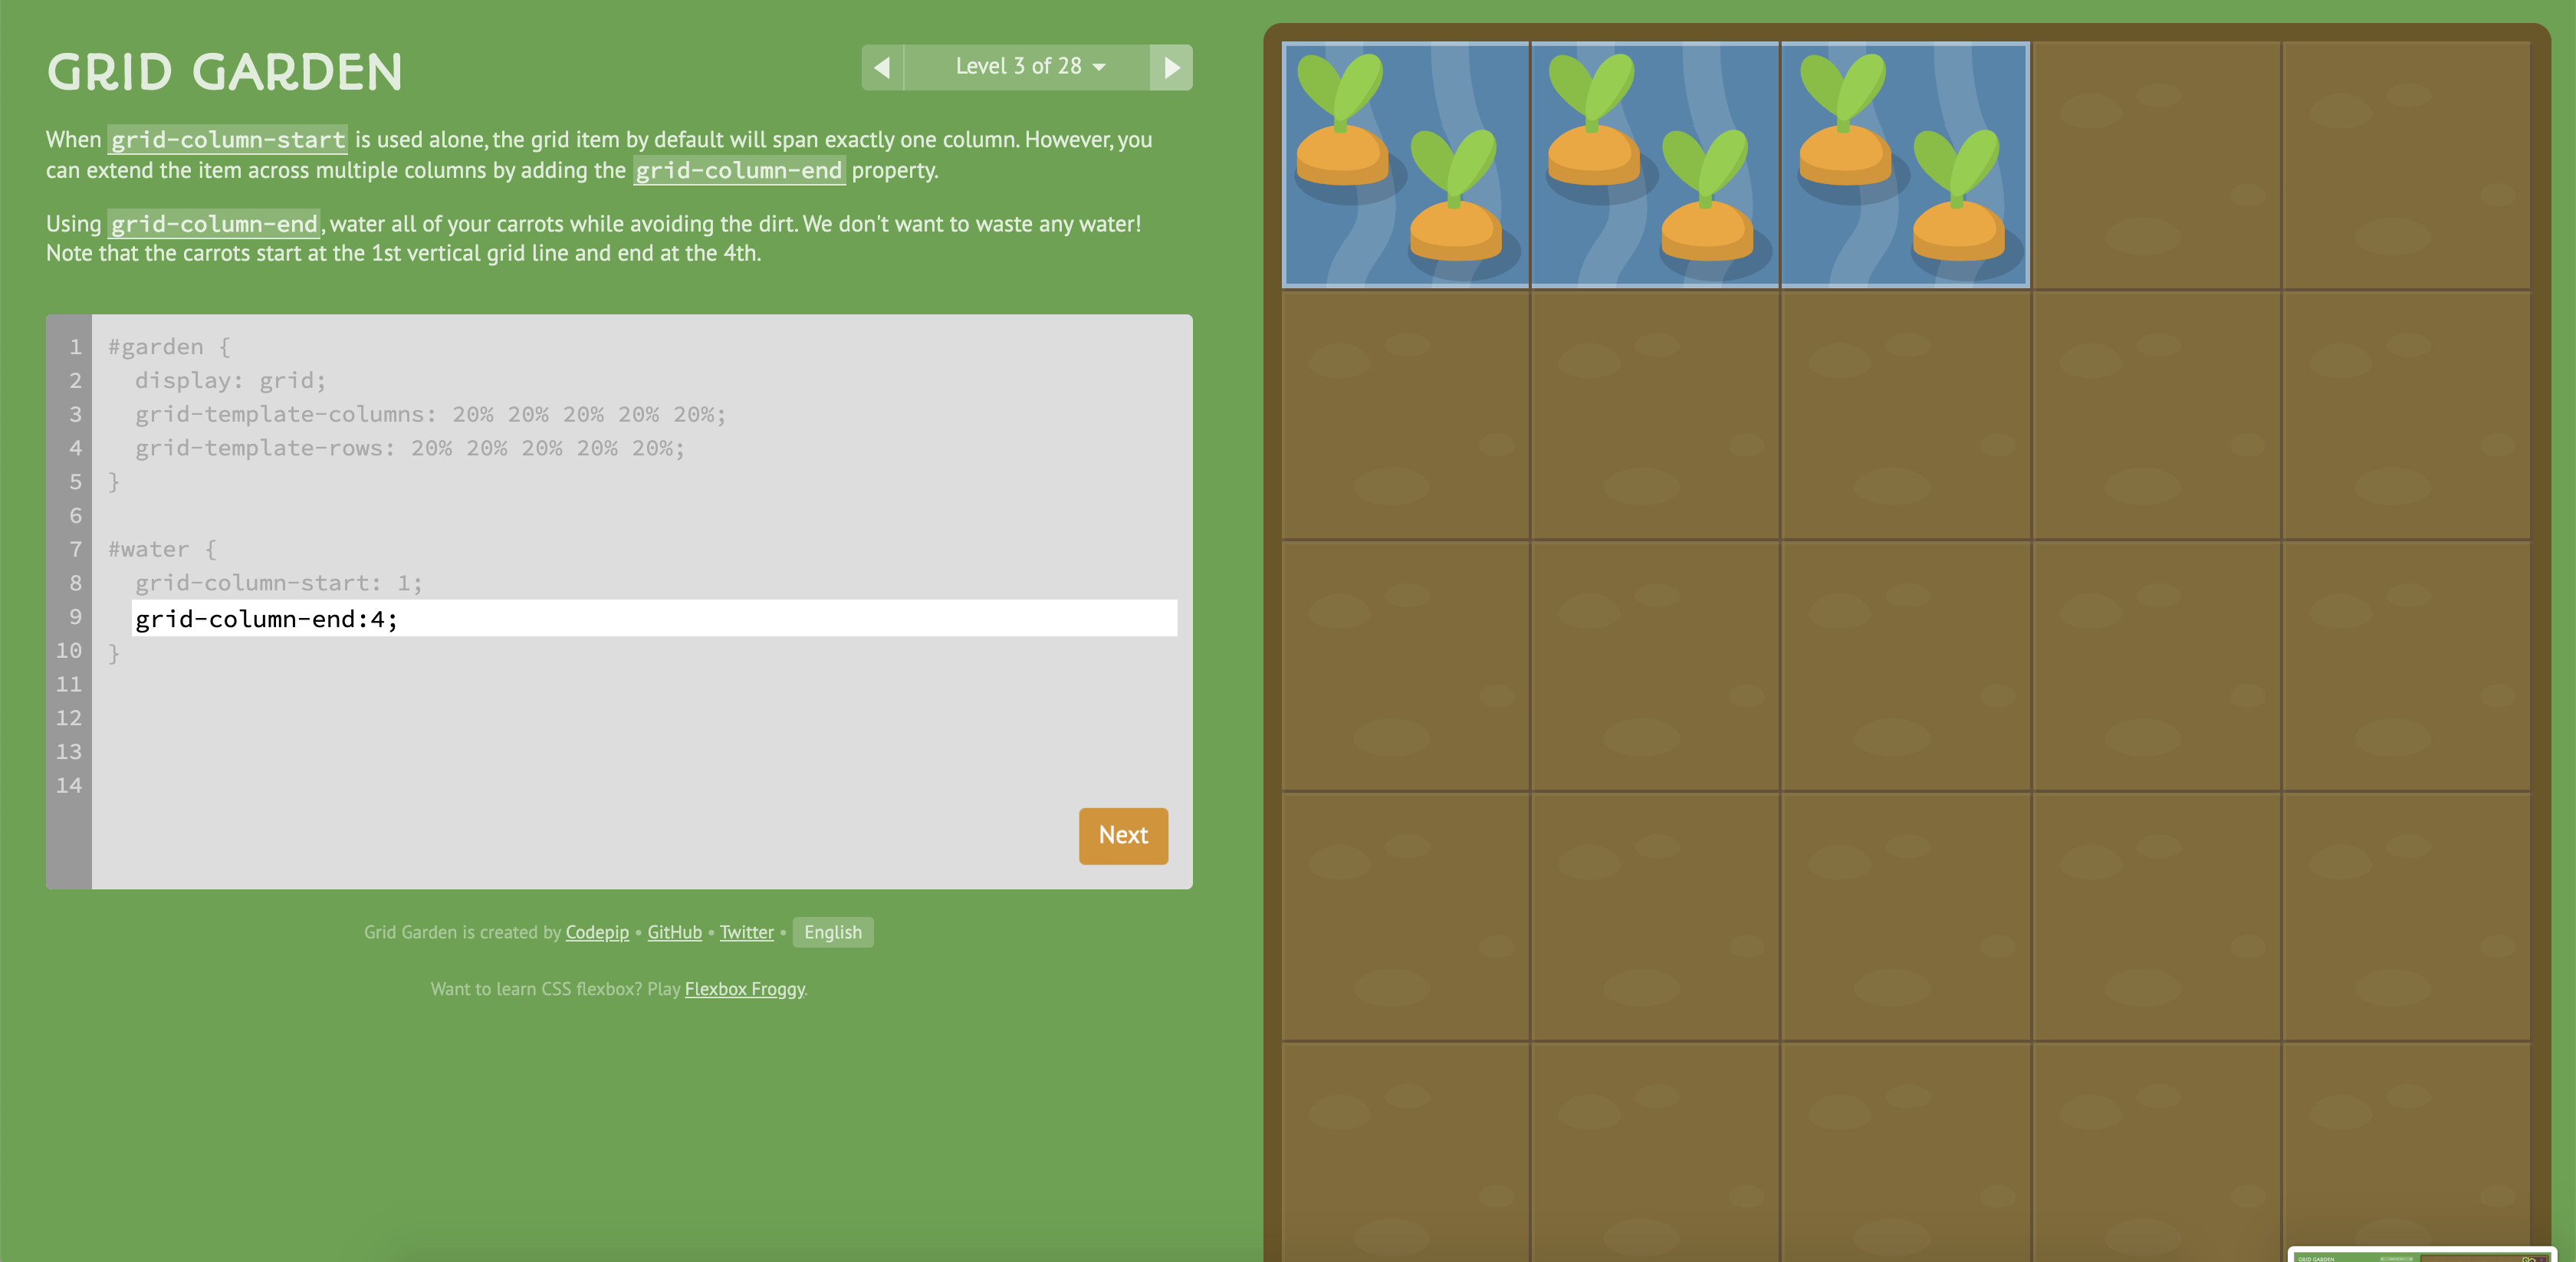 GRID GARDEN
Level 3 of 28
When grid-column-start is used alone, the grid item by default will span exactly one column. However, you
can extend the item across multiple columns by adding the grid-column-end property.
Using grid-column-end, water all of your carrots while avoiding the dirt. We don't want to waste any water!
Note that the carrots start at the 1st vertical grid line and end at the 4th.
1 #garden {
2 display: grid;
3 grid-template-columns: 20% 20% 20% 20% 20%;
4 grid-template-rows: 20% 20% 20% 20% 20%;
5 }
6
7 #water {
8 grid-column-start: 1;
9 grid-column-end:4;
10 }
11
12
13
14
Next
Grid Garden is created by Codepip • GitHub • Twitter • English
Want to learn CSS flexbox? Play Flexbox Froggy.
GRID GARDEN